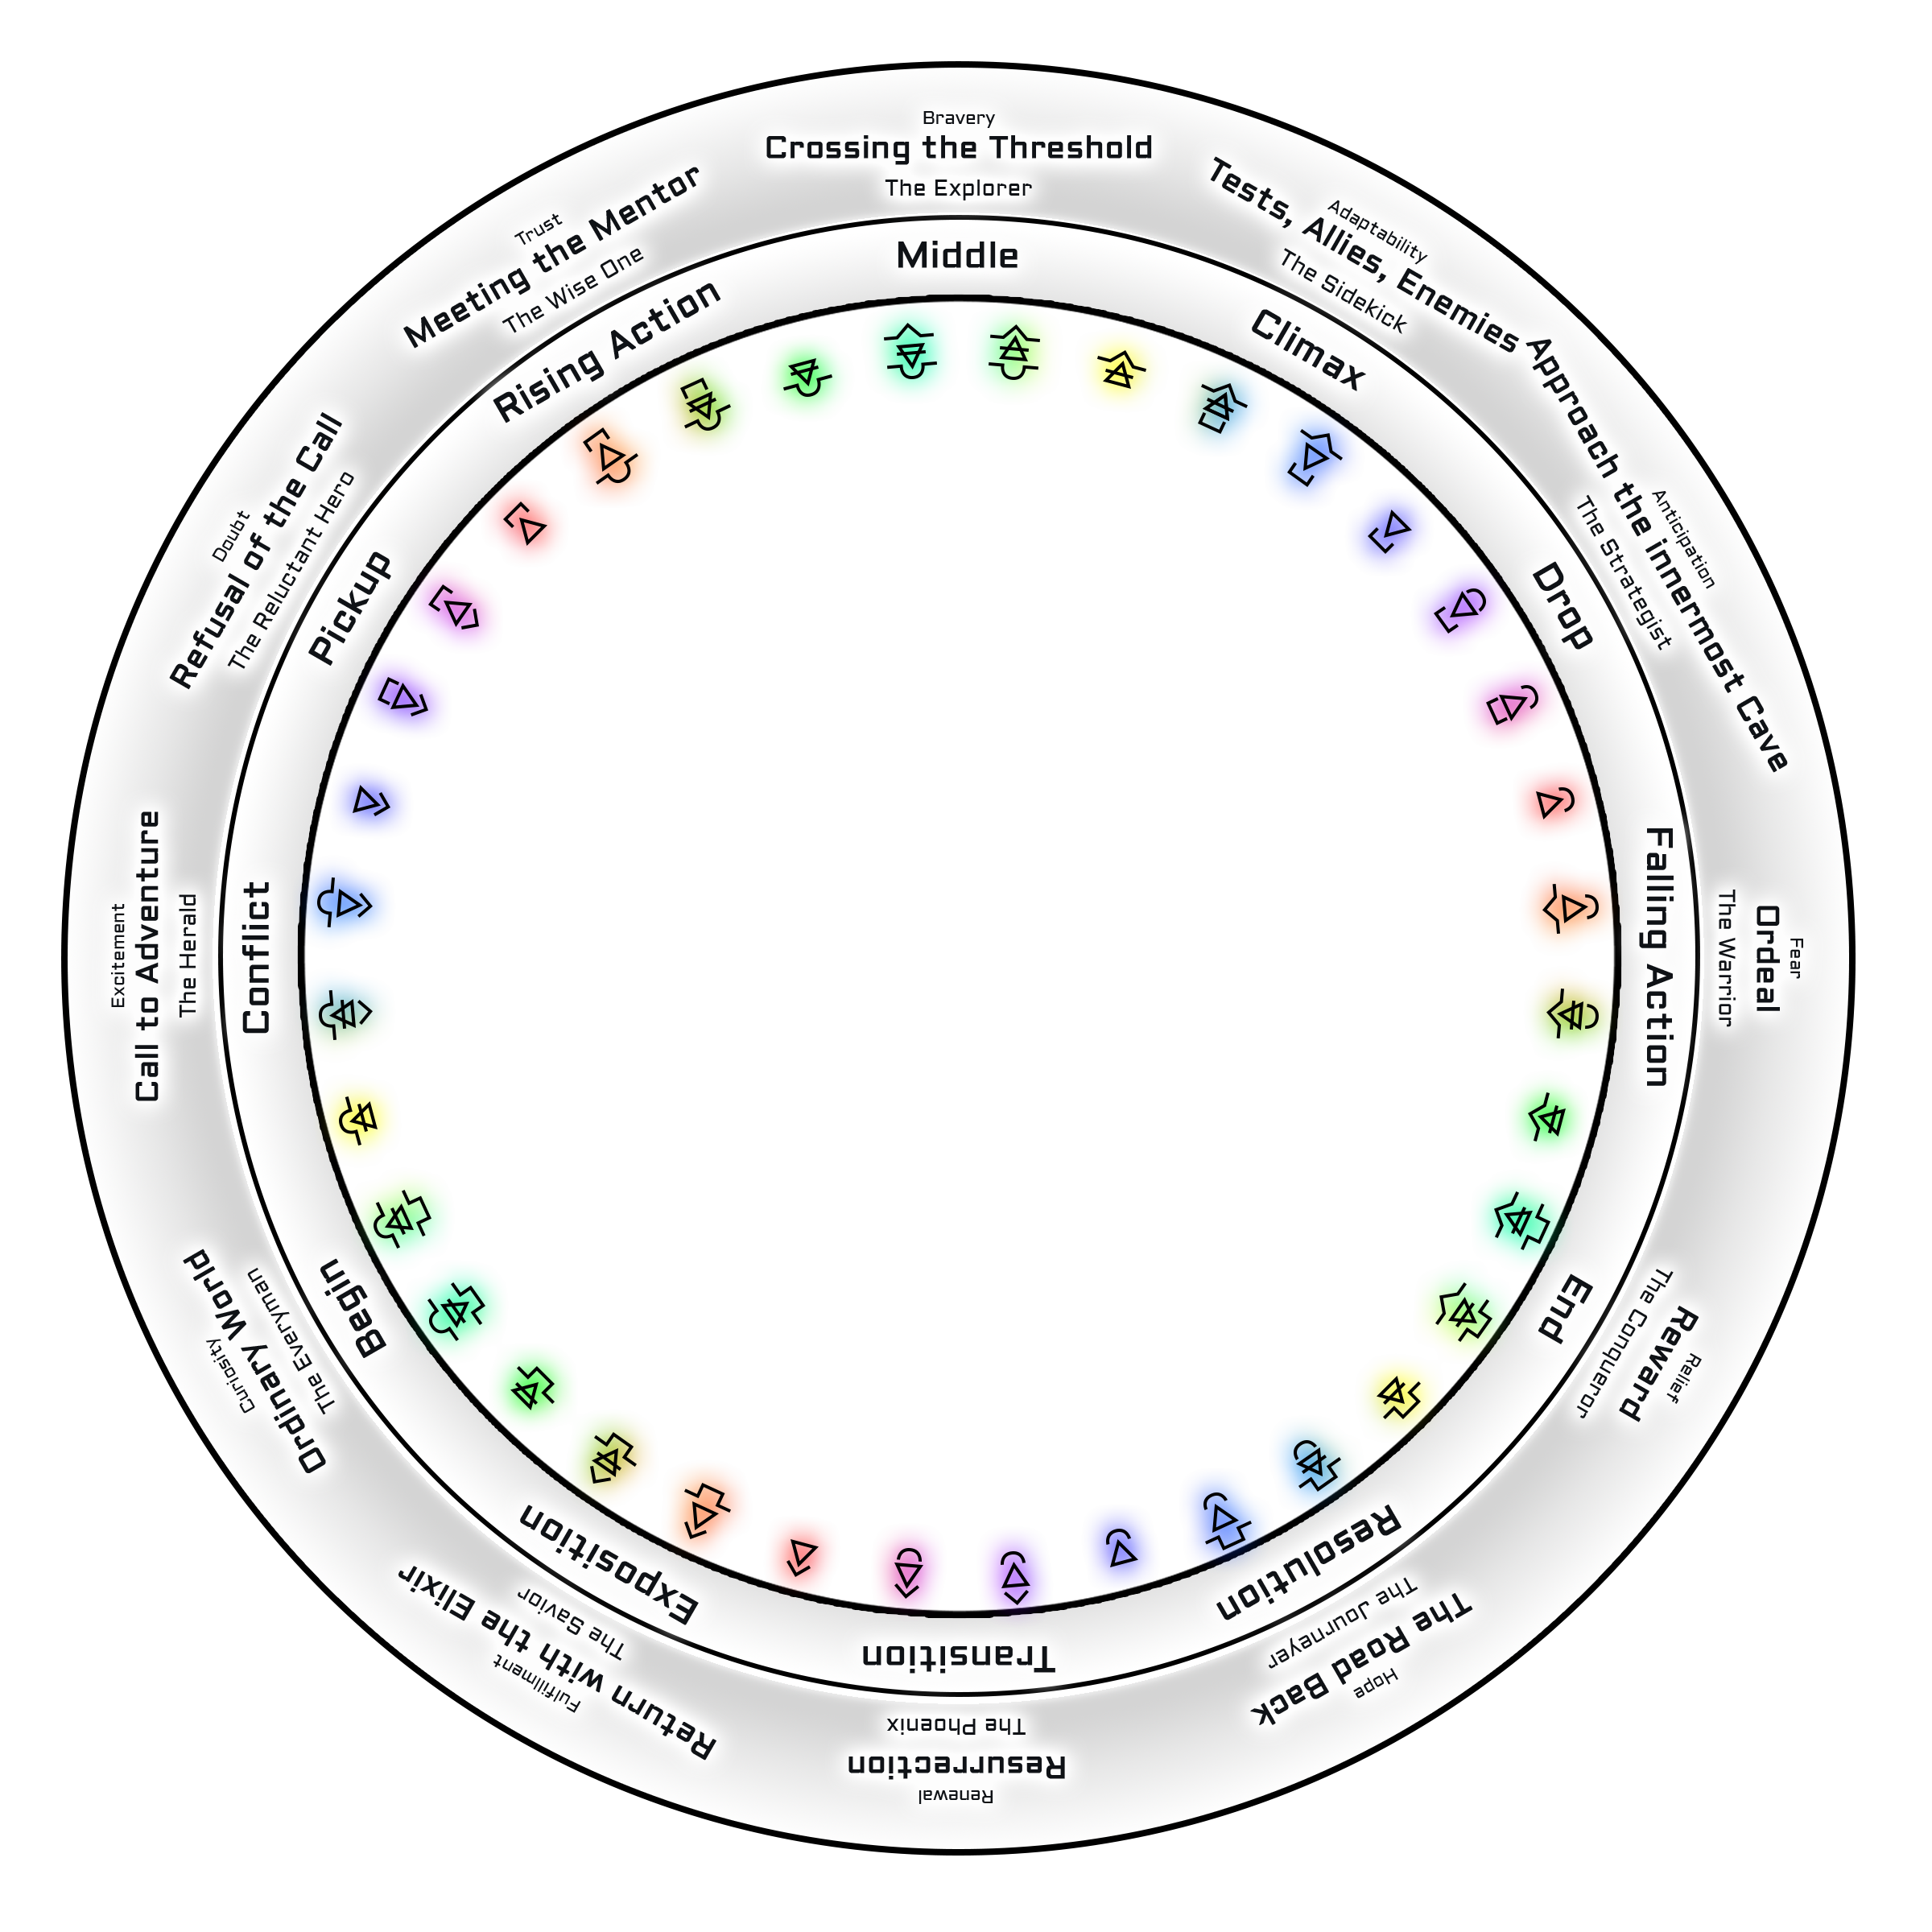 Bravery
Crossing the Threshold
The Explorer
Adaptability
Tests, Allies, Enemies
The Sidekick
Anticipation
Approach the innermost Cave
The Strategist
Fear
Ordeal
The Warrior
Relief
Reward
The Conqueror
Hope
The Road Back
The Journeyer
Renewal
Resurrection
The Phoenix
Fulfillment
Return with the Elixir
The Savior
Curiosity
Ordinary World
The Everyman
Excitement
Call to Adventure
The Herald
Doubt
Refusal of the Call
The Reluctant Hero
Trust
Meeting the Mentor
The Wise One
Middle
Climax
Drop
Falling Action
End
Resolution
Transition
Exposition
Begin
Conflict
Pickup
Rising Action